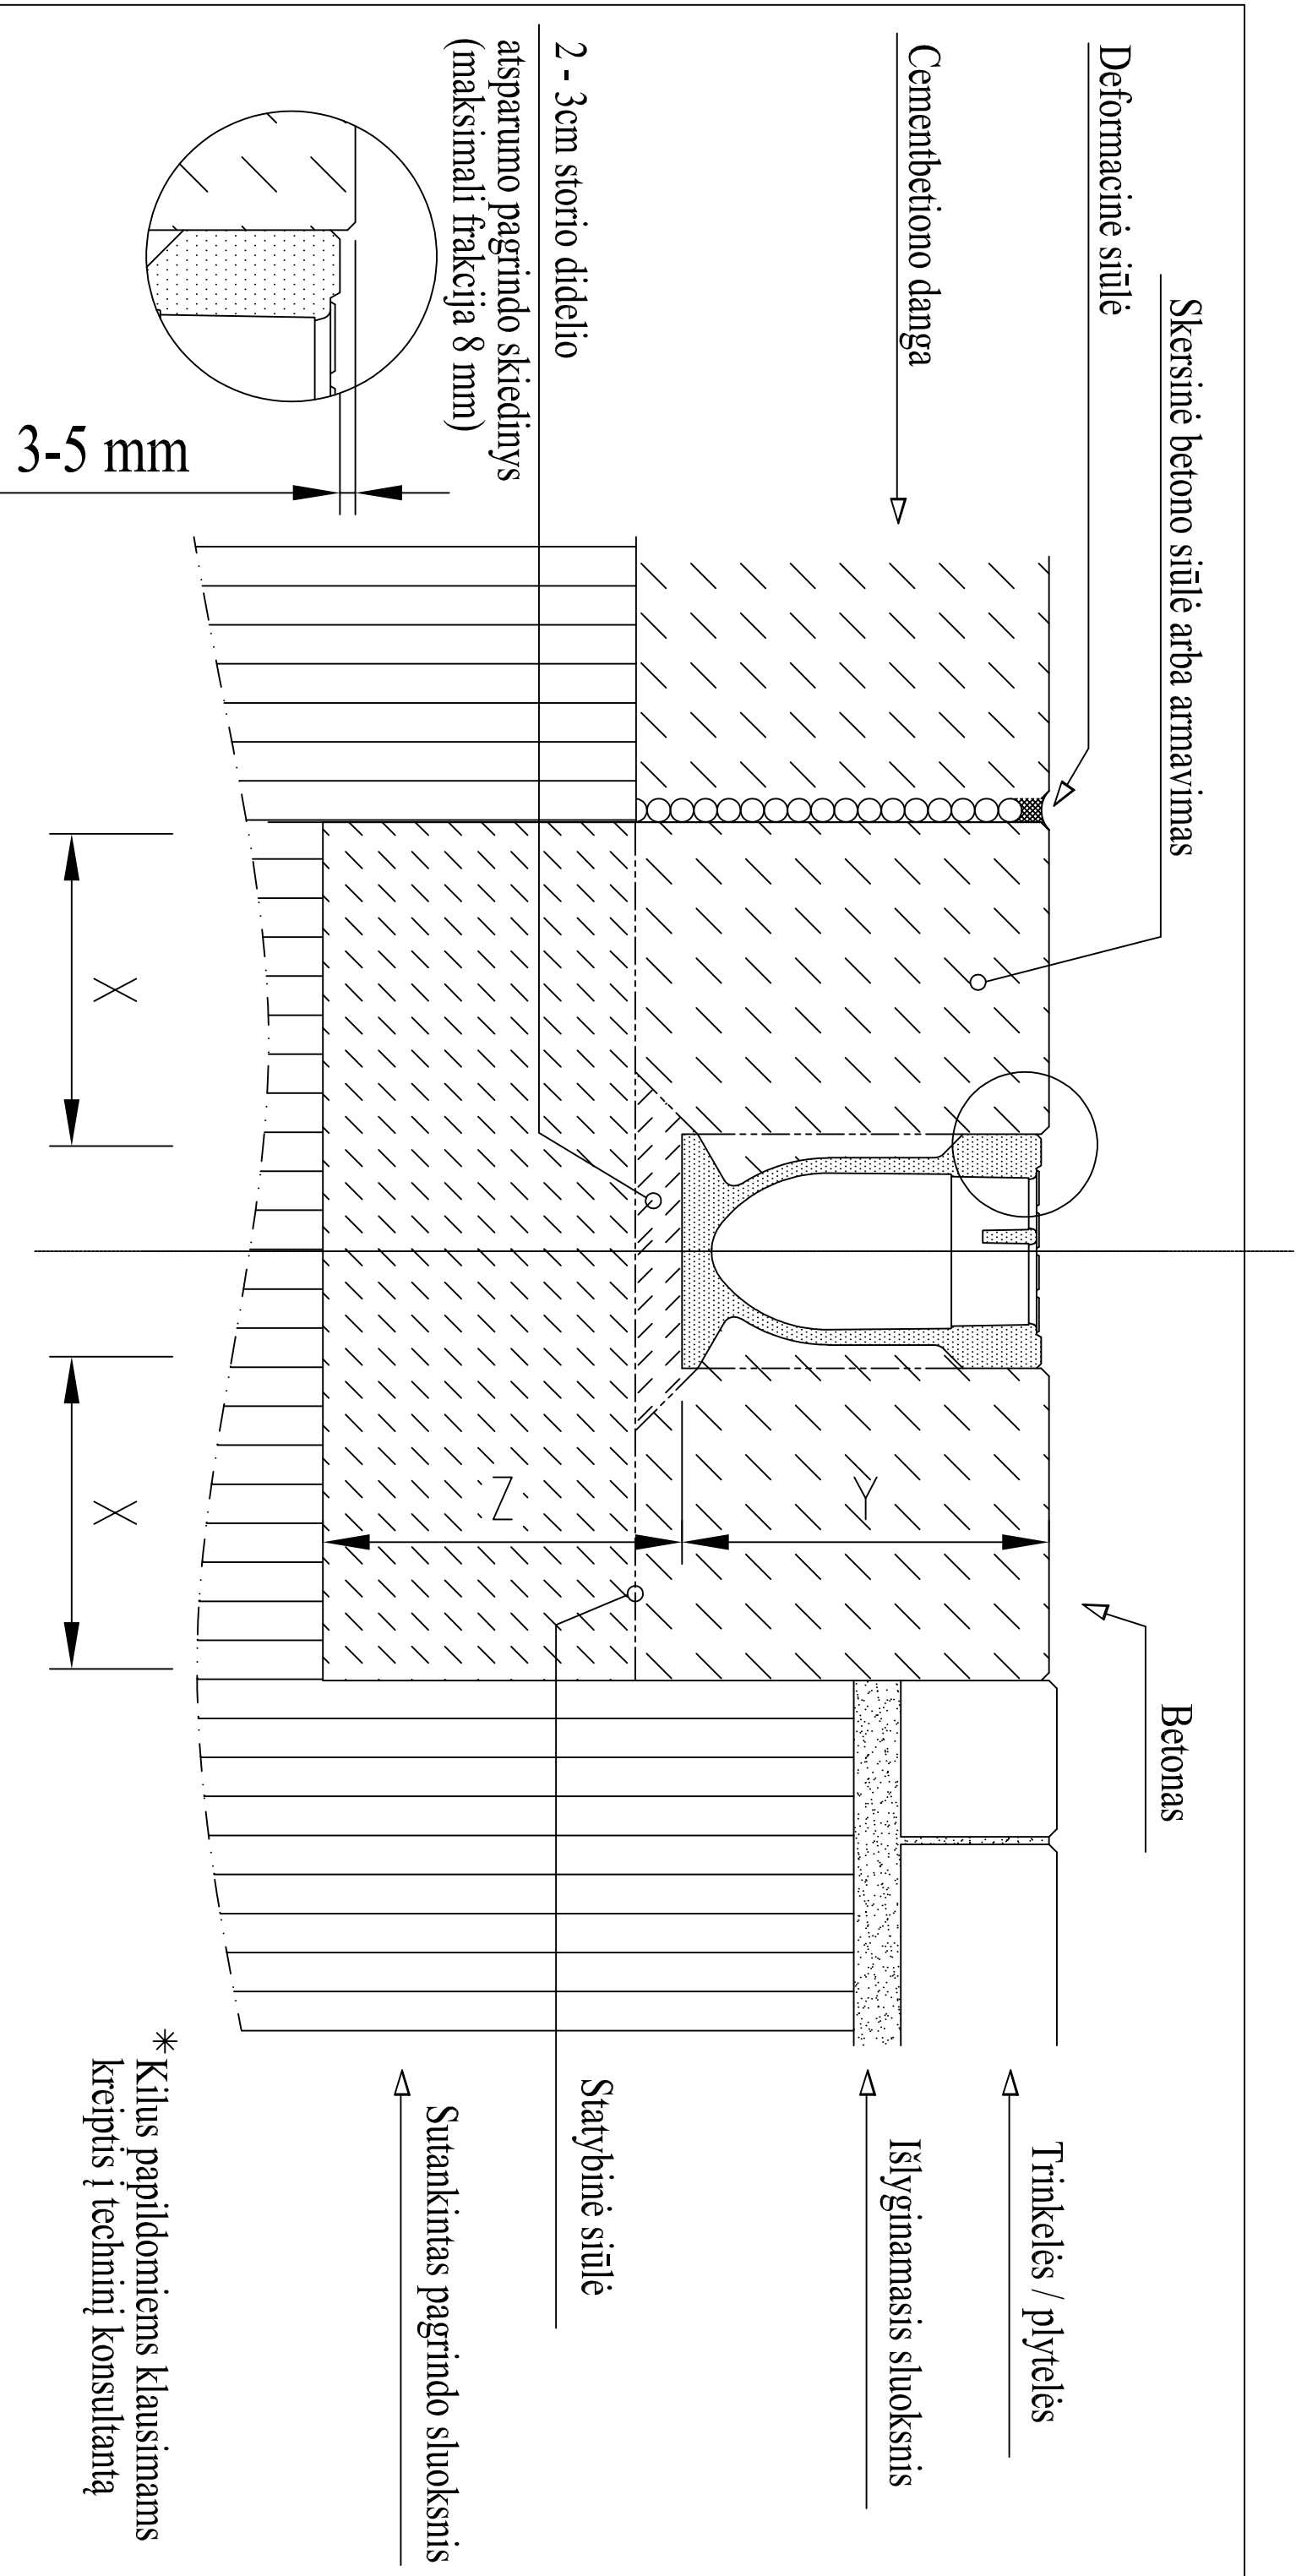 Skersinė betono siūlė arba armavimas
Betonas
Deformacinė siūlė
Trinkelės / plytelės
Cementbetiono danga
Išlyginamasis sluoksnis
Y
2 - 3cm storio didelio
atsparumo pagrindo skiedinys
(maksimali frakcija 8 mm)
Statybinė siūlė
Z
Sutankintas pagrindo sluoksnis
3-5 mm
X
X
*Kilus papildomiems klausimams
kreiptis į techninį konsultantą